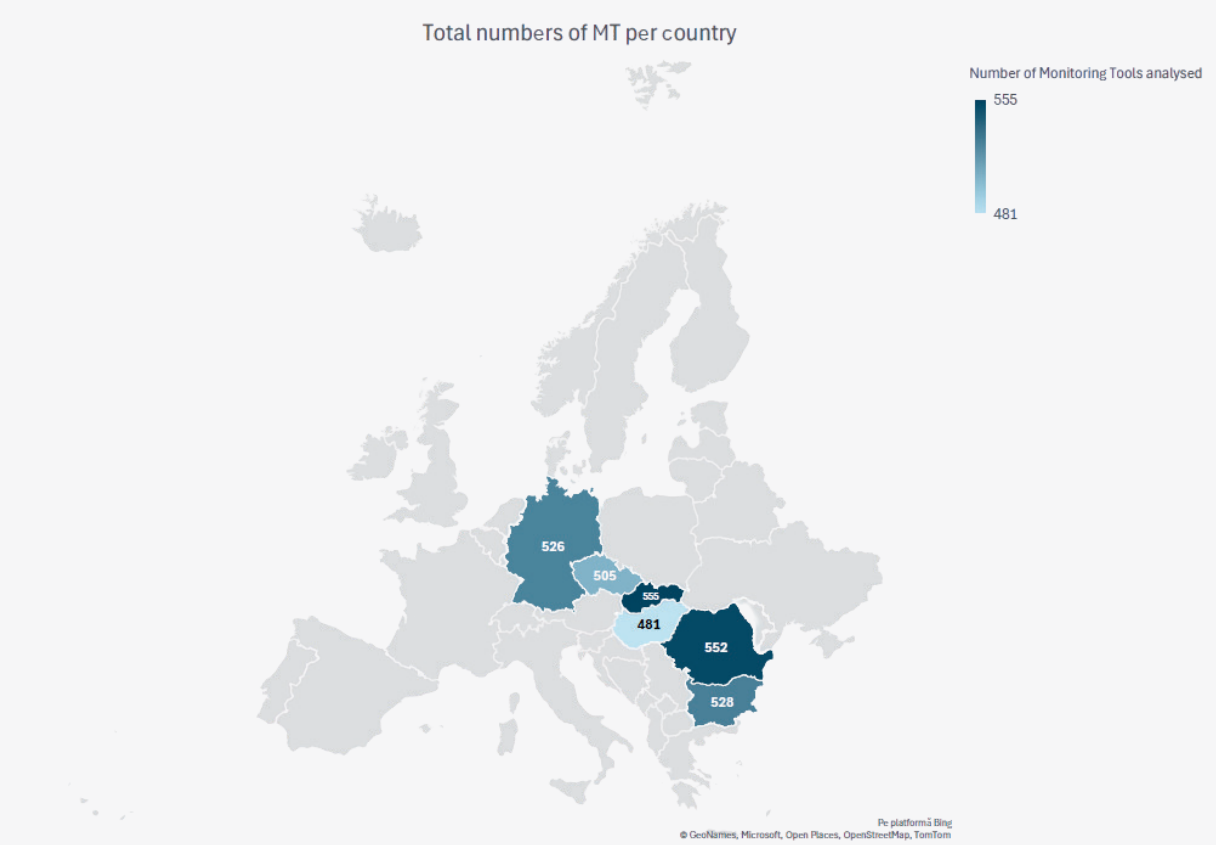 Total numbers of MT per country
Number of Monitoring Tools analysed
555
481
526
505
555
481
552
528
Pe platformă Bing
© GeoNames, Microsoft, Open Places, OpenStreetMap, TomTom